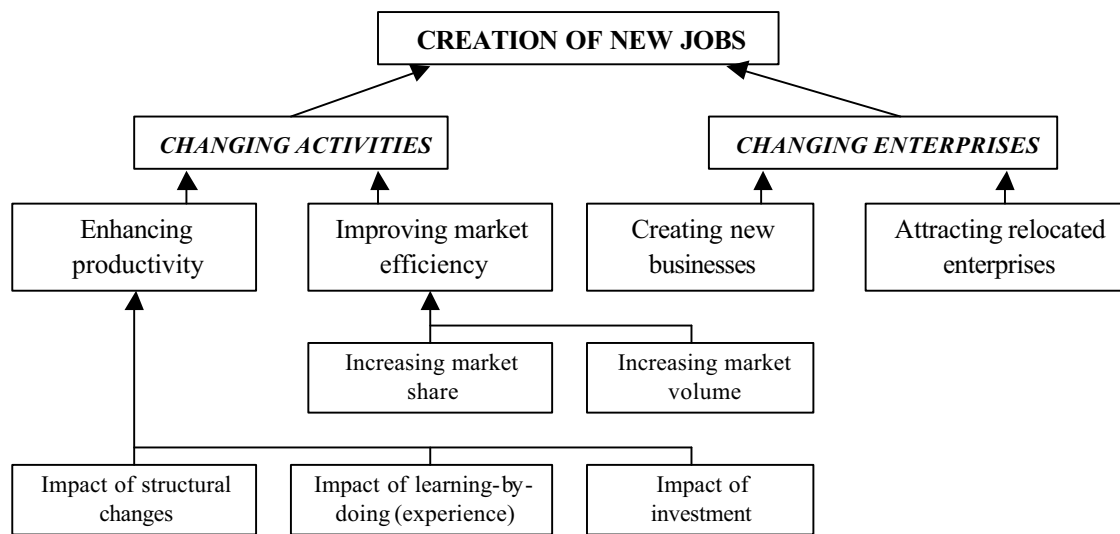 CREATION OF NEW JOBS
CHANGING ACTIVITIES
CHANGING ENTERPRISES
Enhancing
productivity
Improving market
efficiency
Creating new
businesses
Attracting relocated
enterprises
Increasing market
share
Increasing market
volume
Impact of structural
changes
Impact of learning-by-
doing (experience)
Impact of
investment